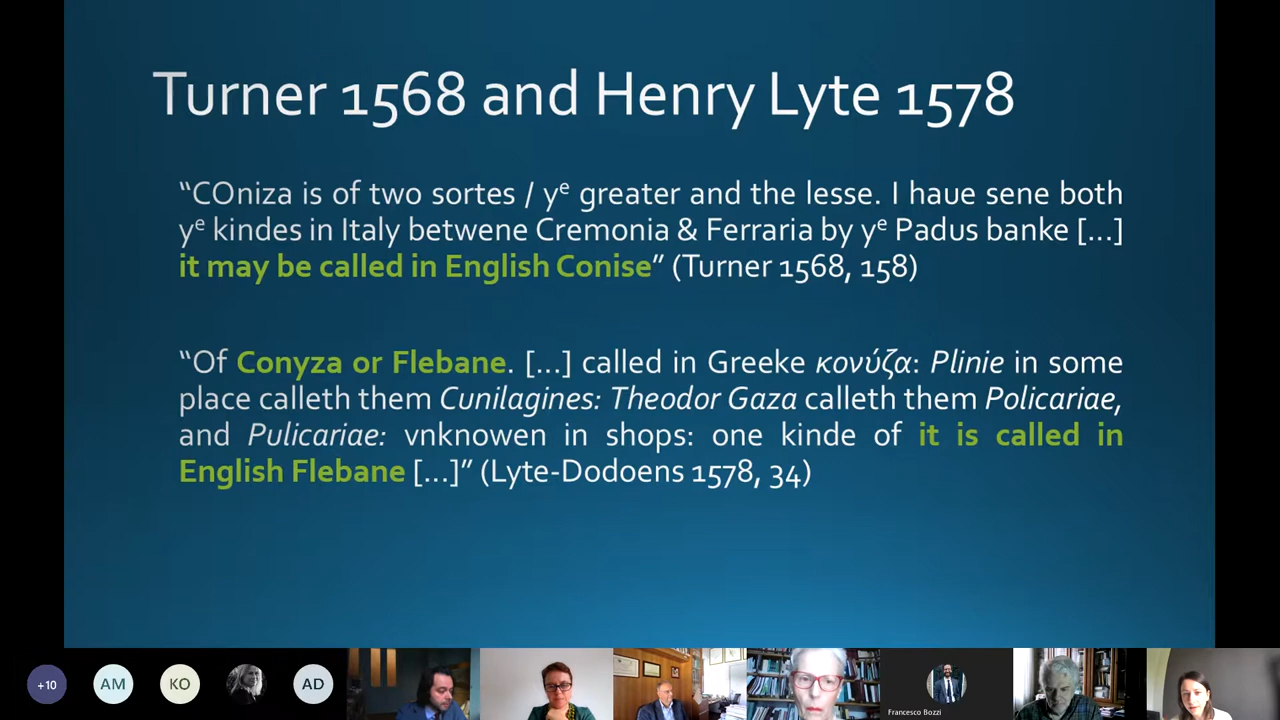 Turner 1568 and Henry Lyte 1578
“COniza is of two sortes / yᵉ greater and the lesse. I haue sene both
yᵉ kindes in Italy betwene Cremonia & Ferraria by yᵉ Padus banke [...]
it may be called in English Conise” (Turner 1568, 158)
“Of Conyza or Flebane. [...] called in Greeke κονύζα: Plinie in some
place calleth them Cunilagines: Theodor Gaza calleth them Policariae,
and Pulicariae: vnknowen in shops: one kinde of it is called in
English Flebane [...]” (Lyte-Dodoens 1578, 34)
+10
AM
KO
AD
Francesco Bozzi